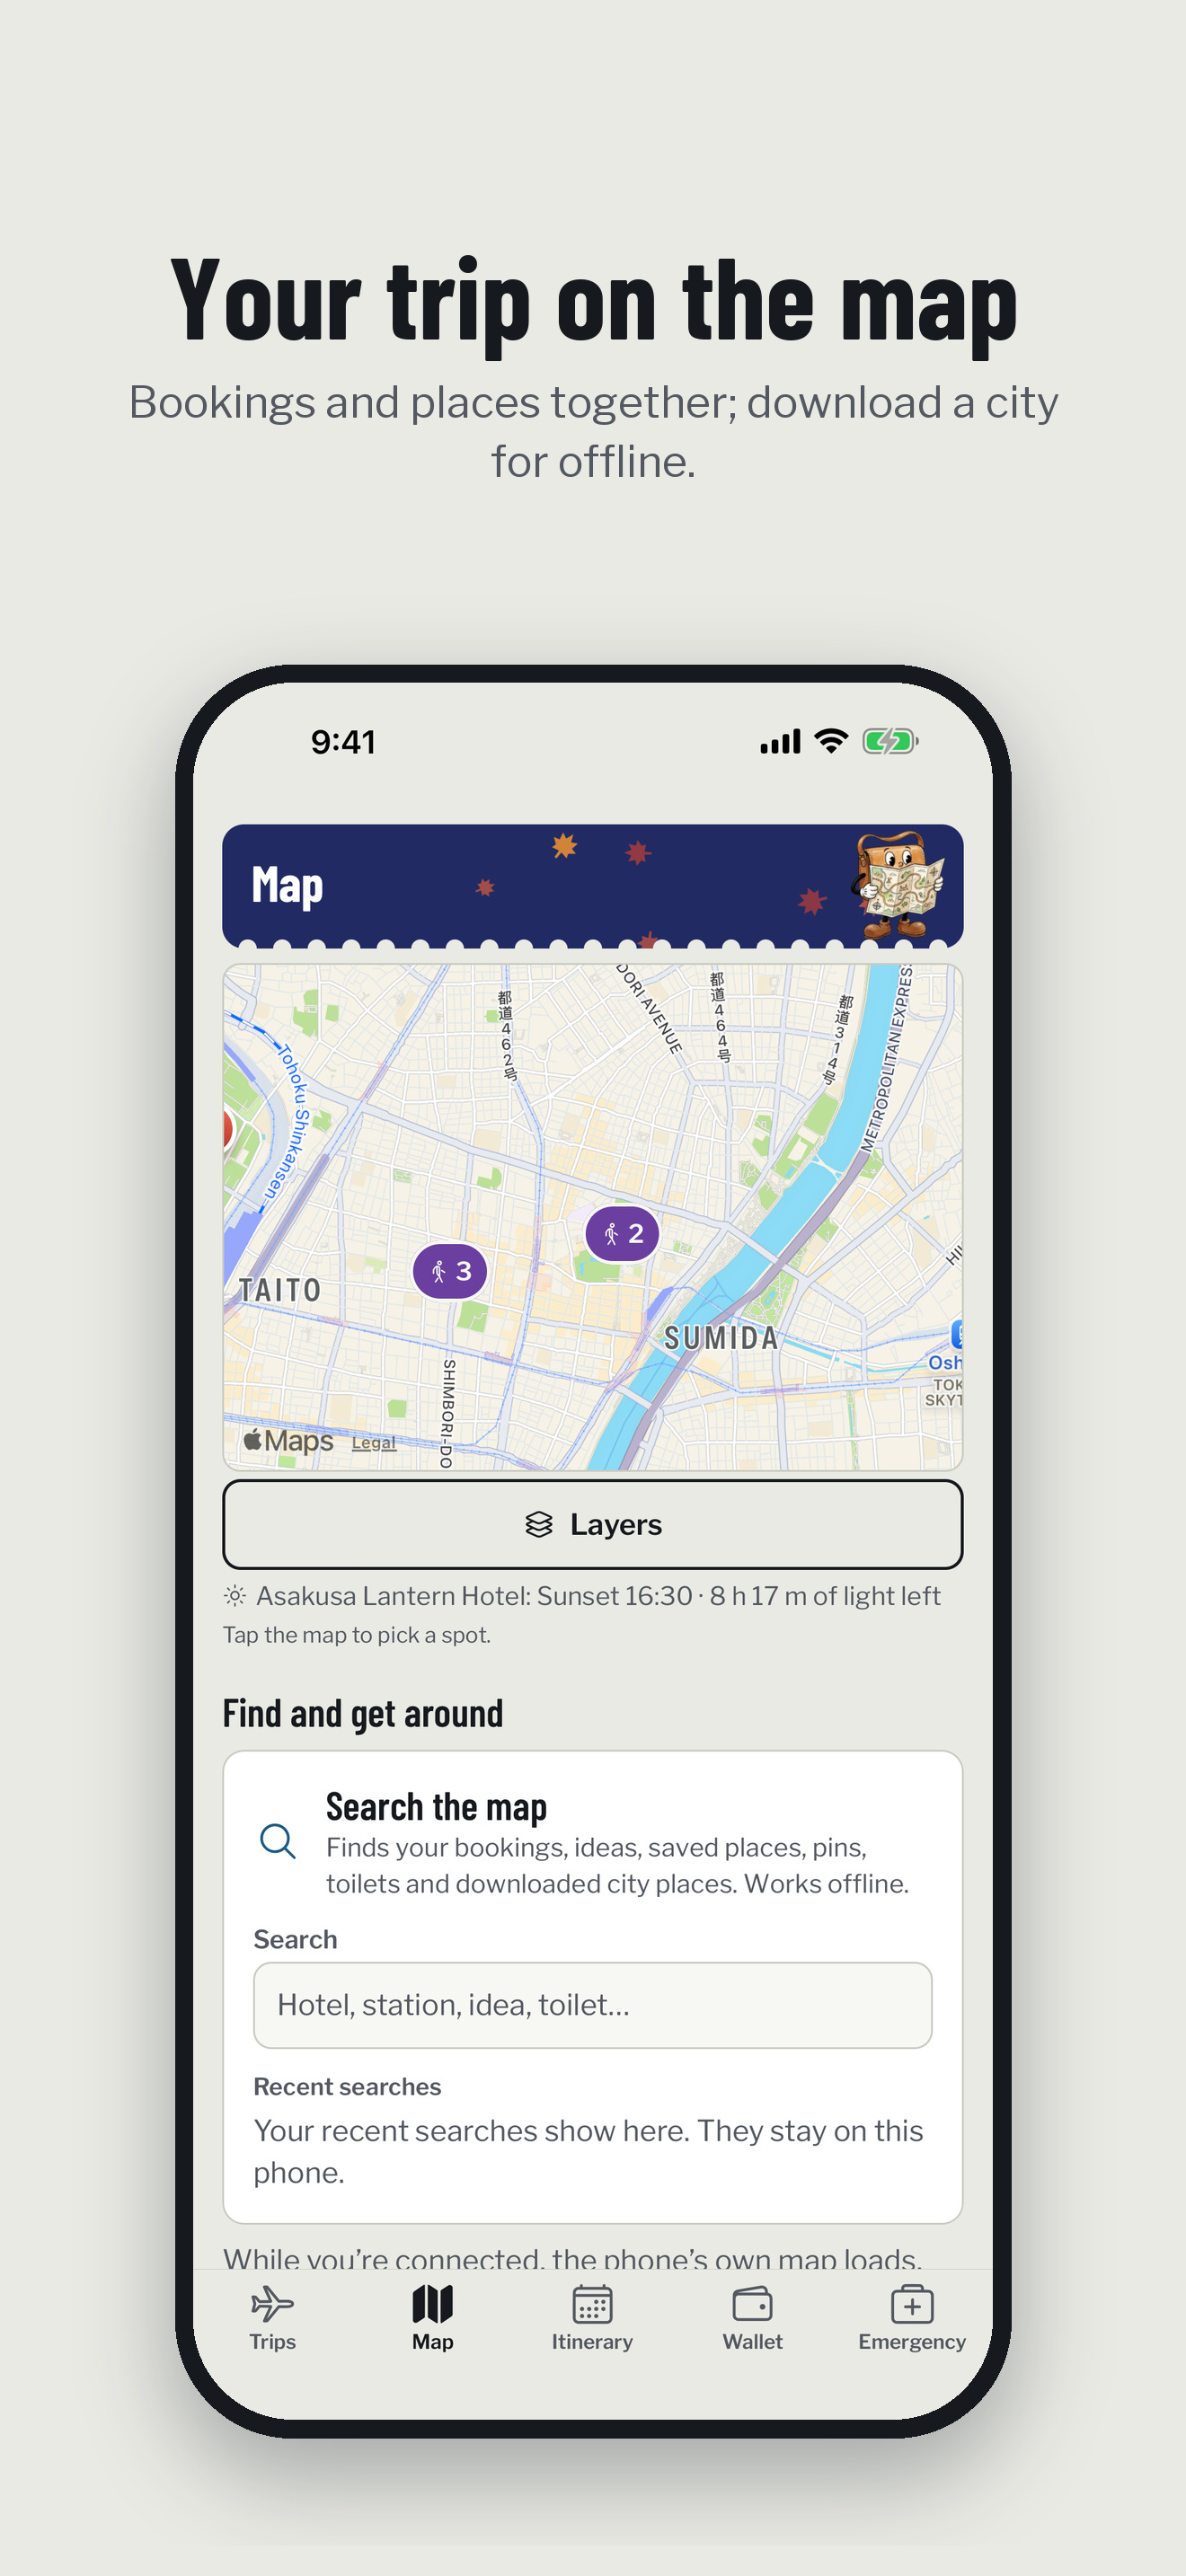 Your trip on the map
Bookings and places together; download a city
for offline.
9:41
Map
都道462号
DORI AVENUE
都道464号
都道314号
METROPOLITAN EXPRESS
Tohoku Shinkansen
2
3
TAITO
SUMIDA
Osh
TOK
SKYT
SHIMBORI-DO
Maps Legal
Layers
Asakusa Lantern Hotel: Sunset 16:30 · 8 h 17 m of light left
Tap the map to pick a spot.
Find and get around
Search the map
Finds your bookings, ideas, saved places, pins,
toilets and downloaded city places. Works offline.
Search
Hotel, station, idea, toilet…
Recent searches
Your recent searches show here. They stay on this
phone.
While you’re connected, the phone’s own map loads.
Trips
Map
Itinerary
Wallet
Emergency